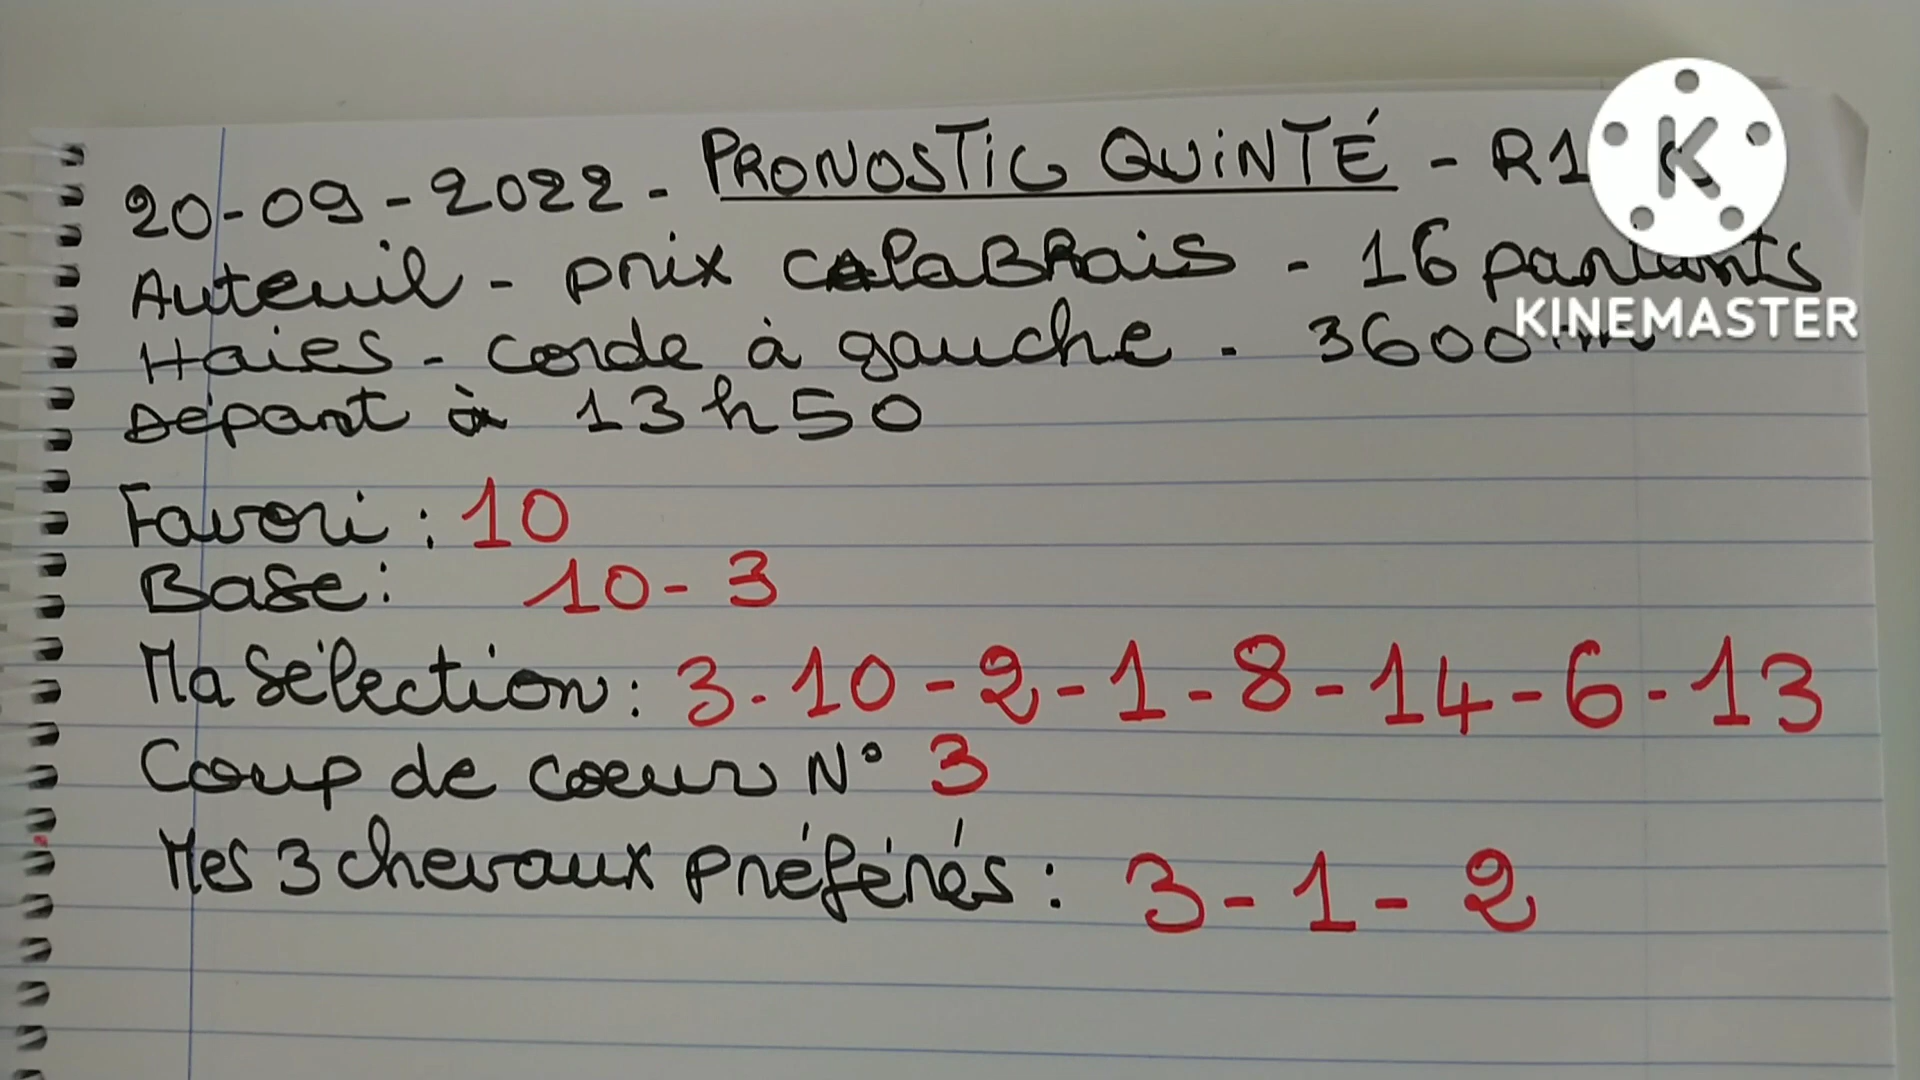 20-09-2022 - PRONOSTIC QUINTÉ - R1
Auteuil - prix CALABRais - 16 partants
Haies - corde à gauche - 3600 m
Départ à 13h50
Favori : 10
Base : 10 - 3
Ma Sélection : 3 - 10 - 2 - 1 - 8 - 14 - 6 - 13
Coup de coeur N° 3
Mes 3 chevaux préférés : 3 - 1 - 2
K
KINEMASTER